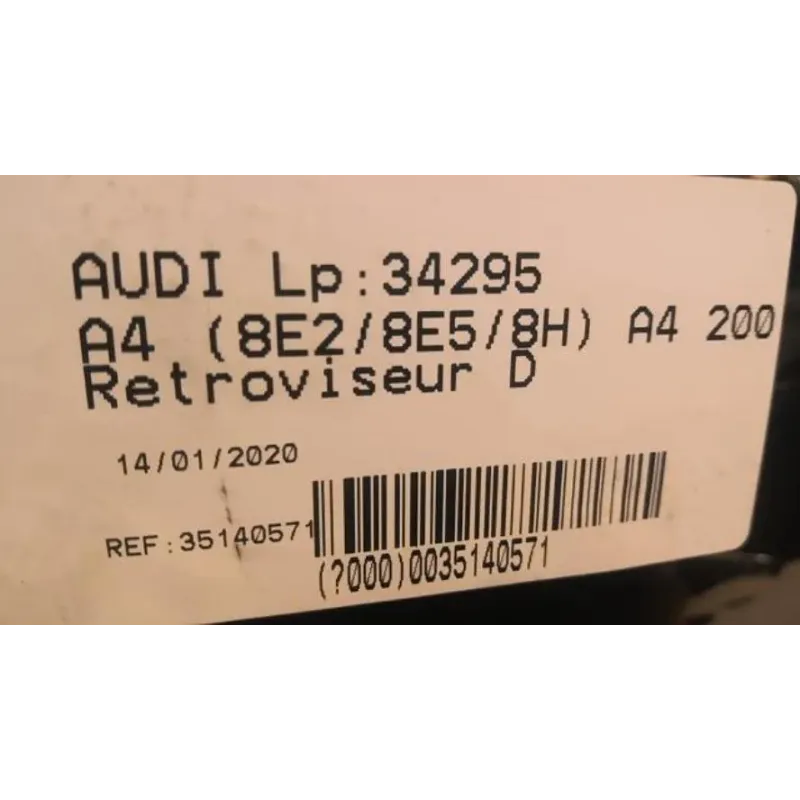 AUDI Lp:34295
A4 (8E2/8E5/8H) A4 200
Retroviseur D
14/01/2020
REF:35140571
(?000)0035140571